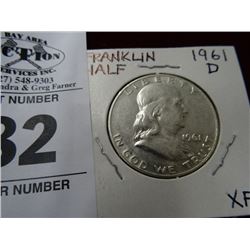 BAY AREA
CTION
SERVICES INC.
27) 548-9303
ndra & Greg Farner
T NUMBER
32
R NUMBER
FRANKLIN
HALF
1961
D
XF
LIBERTY
IN GOD WE TRUST
1961